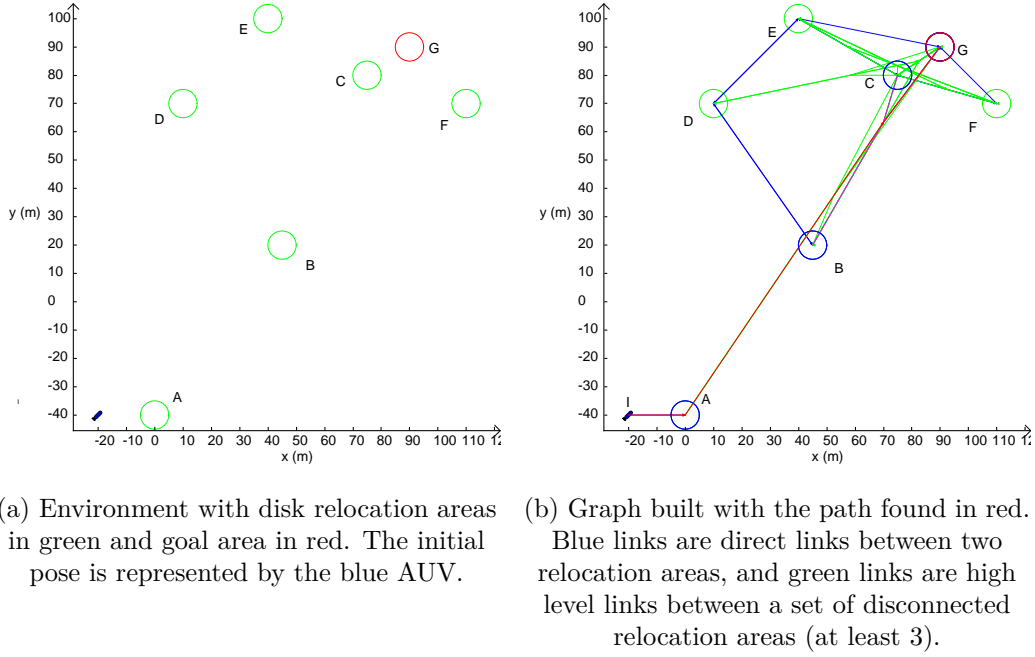 100
90
80
70
60
50
40
30
y (m)
20
10
0
-10
-20
-30
-40
E
G
C
D
F
B
A
I
-20 -10 0 10 20 30 40 50 60 70 80 90 100 110 12
x (m)
100
90
80
70
60
50
40
30
y (m)
20
10
0
-10
-20
-30
-40
E
G
C
D
F
B
I
A
-20 -10 0 10 20 30 40 50 60 70 80 90 100 110 12
x (m)
(a) Environment with disk relocation areas
in green and goal area in red. The initial
pose is represented by the blue AUV.
(b) Graph built with the path found in red.
Blue links are direct links between two
relocation areas, and green links are high
level links between a set of disconnected
relocation areas (at least 3).